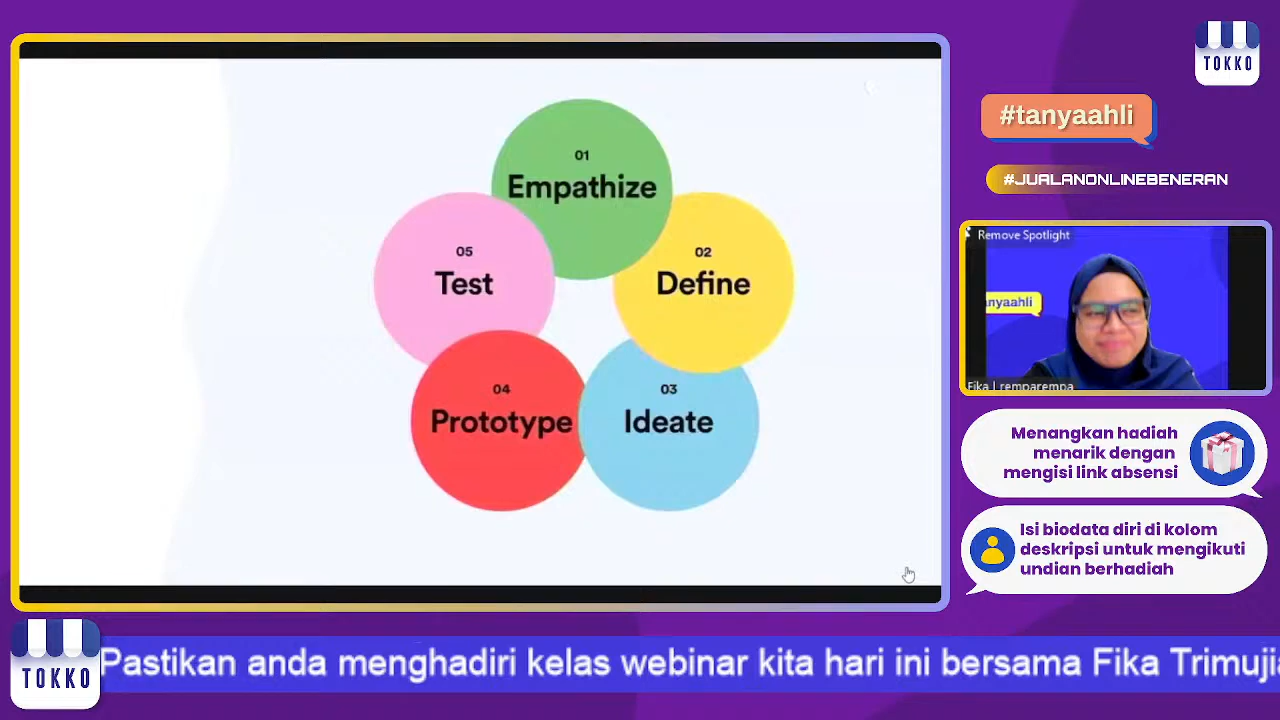 01
Empathize
02
Define
03
Ideate
04
Prototype
05
Test
TOKKO
#tanyaahli
#JUALANONLINEBENERAN
Remove Spotlight
anyaahli
Fika | remparempa
Menangkan hadiah
menarik dengan
mengisi link absensi
Isi biodata diri di kolom
deskripsi untuk mengikuti
undian berhadiah
TOKKO
Pastikan anda menghadiri kelas webinar kita hari ini bersama Fika Trimujia